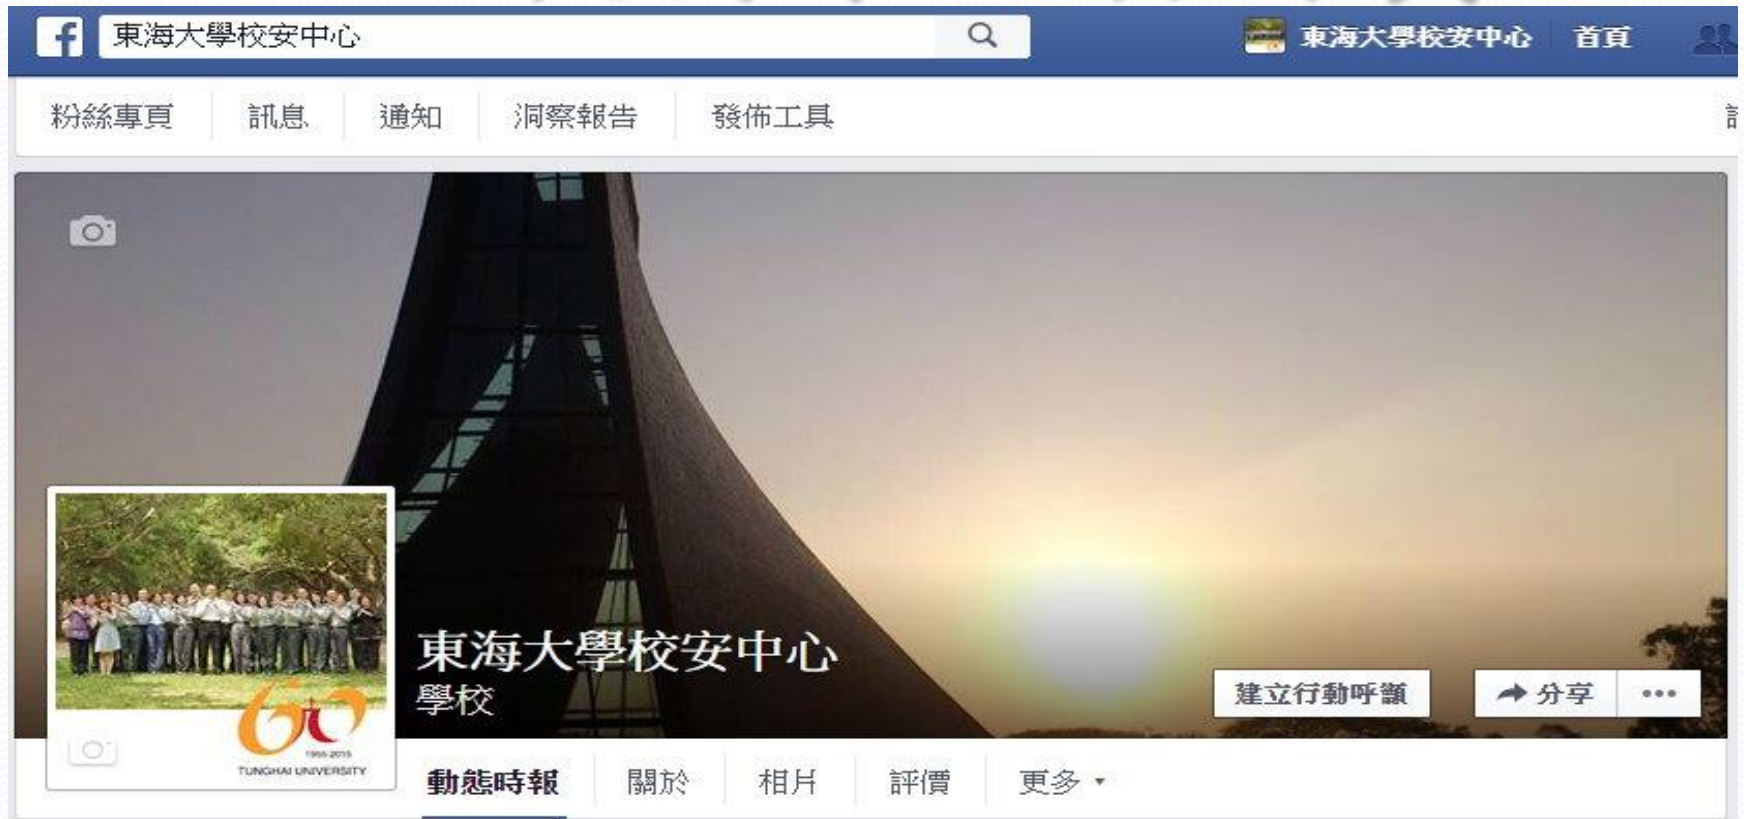 東海大學校安中心
東海大學校安中心 首頁
粉絲專頁 訊息 通知 洞察報告 發佈工具
東海大學校安中心
學校
建立行動呼籲 分享
60
1955-2015
TUNGHAI UNIVERSITY
動態時報 關於 相片 評價 更多